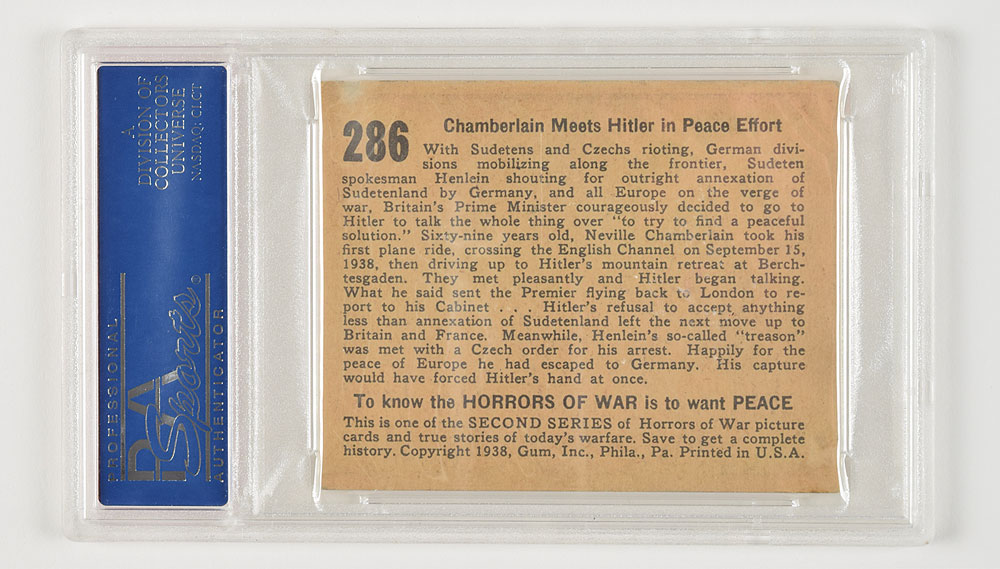 A
DIVISION OF
COLLECTORS
UNIVERSE
NASDAQ: CLCT
PROFESSIONAL
PSA
Sports
AUTHENTICATOR
286
Chamberlain Meets Hitler in Peace Effort
With Sudetens and Czechs rioting, German divi-
sions mobilizing along the frontier, Sudeten
spokesman Henlein shouting for outright annexation of
Sudetenland by Germany, and all Europe on the verge of
war, Britain's Prime Minister courageously decided to go to
Hitler to talk the whole thing over "to try to find a peaceful
solution." Sixty-nine years old, Neville Chamberlain took his
first plane ride, crossing the English Channel on September 15,
1938, then driving up to Hitler's mountain retreat at Berch-
tesgaden. They met pleasantly and Hitler began talking.
What he said sent the Premier flying back to London to re-
port to his Cabinet . . . Hitler's refusal to accept anything
less than annexation of Sudetenland left the next move up to
Britain and France. Meanwhile, Henlein's so-called "treason"
was met with a Czech order for his arrest. Happily for the
peace of Europe he had escaped to Germany. His capture
would have forced Hitler's hand at once.
To know the HORRORS OF WAR is to want PEACE
This is one of the SECOND SERIES of Horrors of War picture
cards and true stories of today's warfare. Save to get a complete
history. Copyright 1938, Gum, Inc., Phila., Pa. Printed in U.S.A.